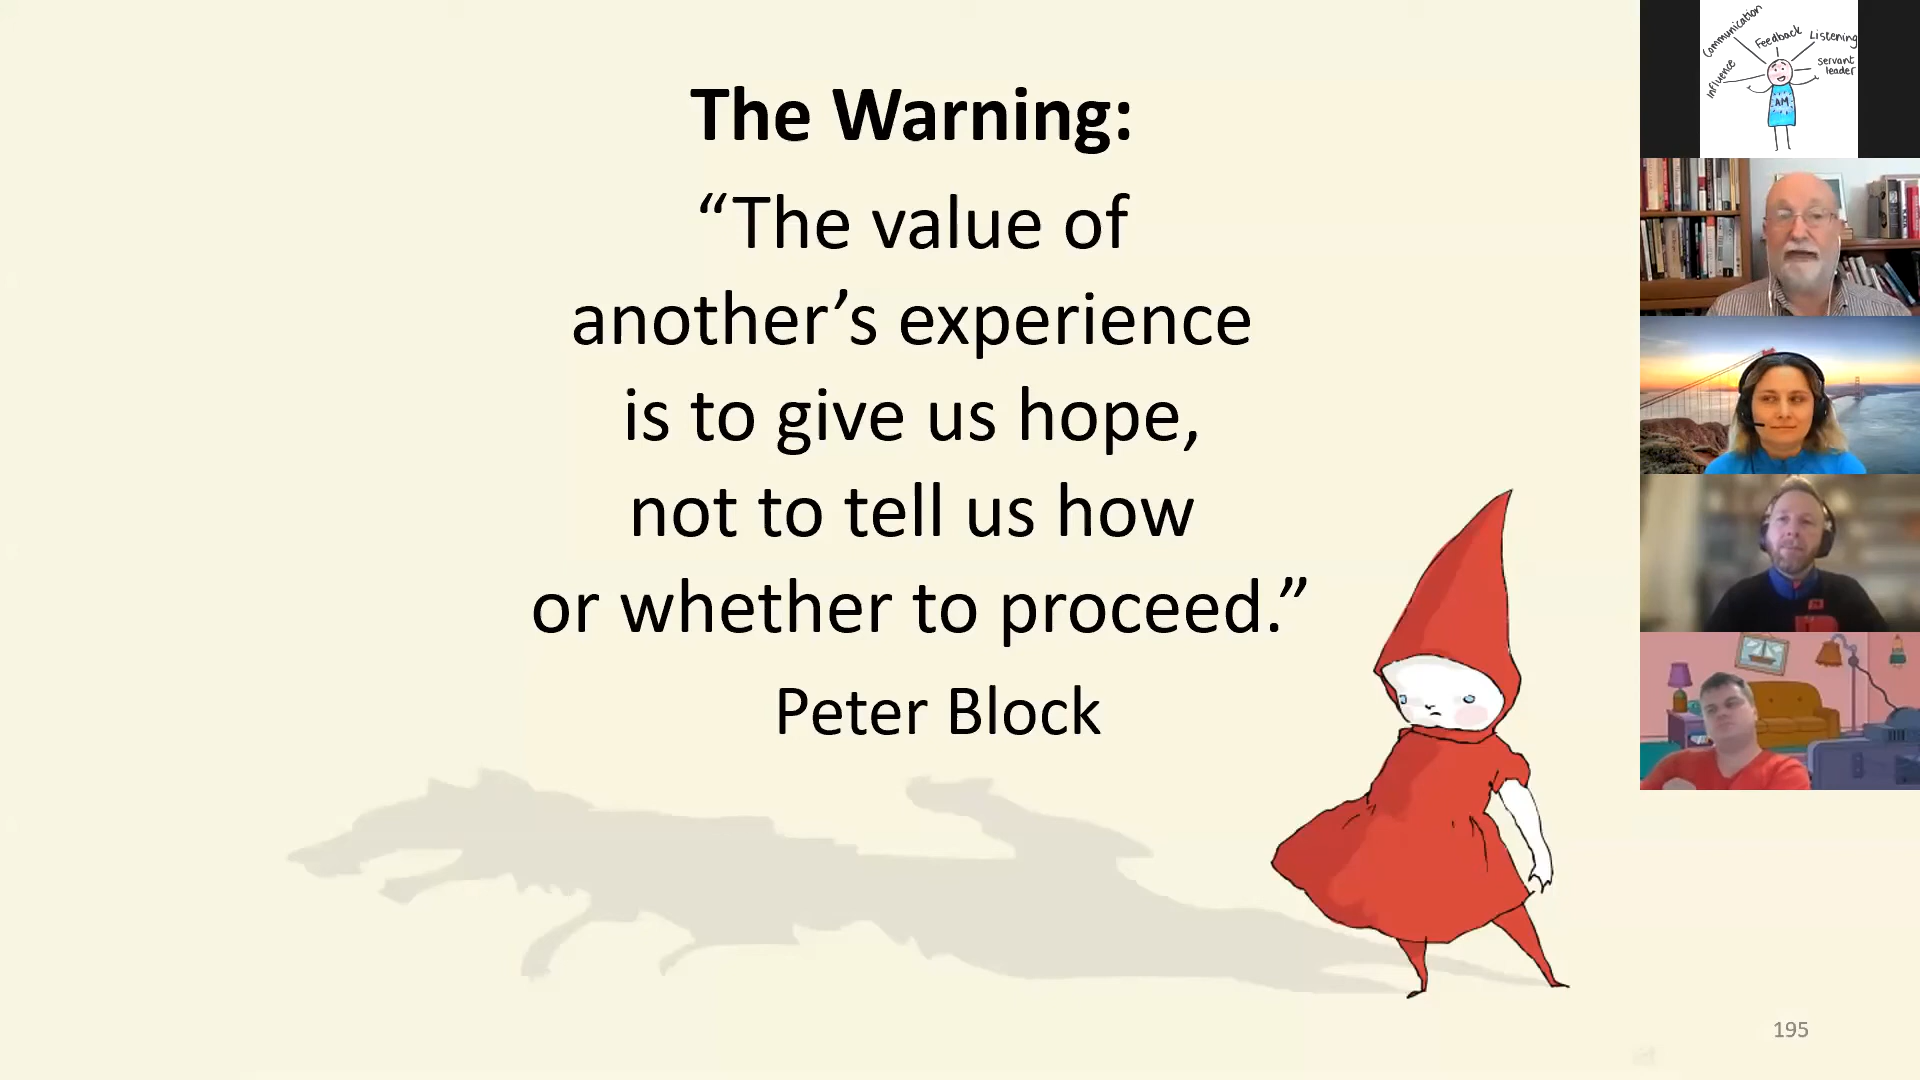 The Warning:
“The value of
another’s experience
is to give us hope,
not to tell us how
or whether to proceed.”
Peter Block
195
Communication
Feedback
Listening
Influence
servant
leader
AM